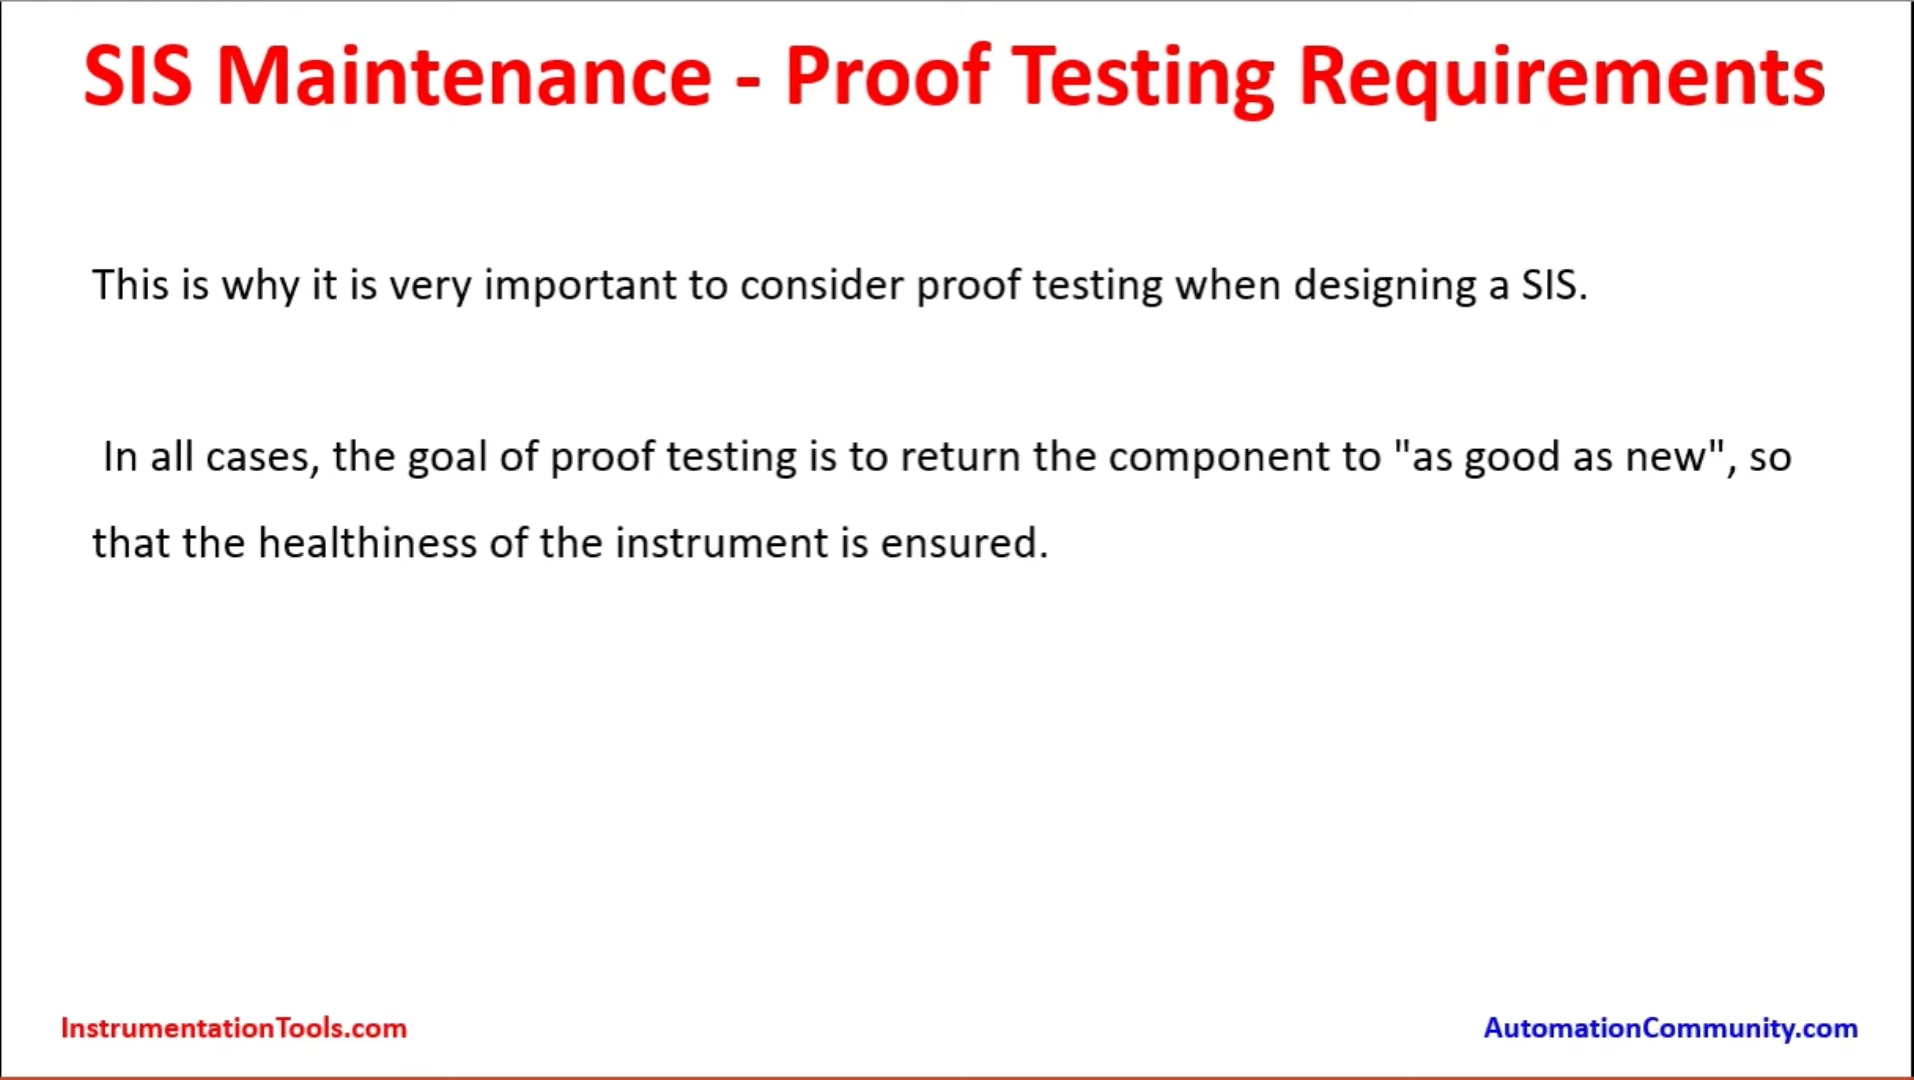 SIS Maintenance - Proof Testing Requirements
This is why it is very important to consider proof testing when designing a SIS.
In all cases, the goal of proof testing is to return the component to "as good as new", so
that the healthiness of the instrument is ensured.
InstrumentationTools.com
AutomationCommunity.com